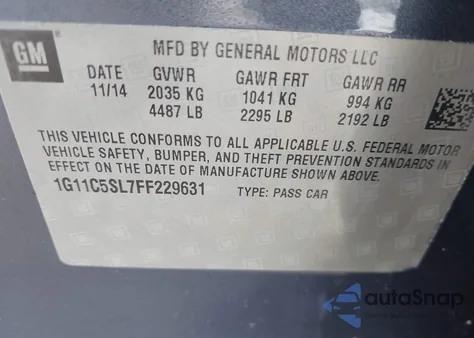 GM
MFD BY GENERAL MOTORS LLC
DATE GVWR GAWR FRT GAWR RR
11/14 2035 KG 1041 KG 994 KG
4487 LB 2295 LB 2192 LB
THIS VEHICLE CONFORMS TO ALL APPLICABLE U.S. FEDERAL MOTOR
VEHICLE SAFETY, BUMPER, AND THEFT PREVENTION STANDARDS IN
EFFECT ON THE DATE OF MANUFACTURE SHOWN ABOVE.
1G11C5SL7FF229631 TYPE: PASS CAR
autoSnap